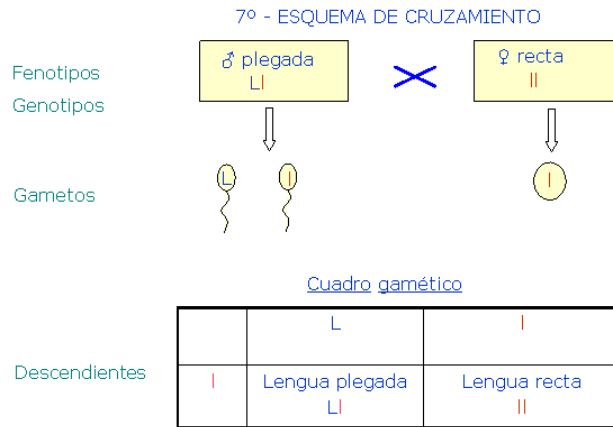 7º - ESQUEMA DE CRUZAMIENTO
Fenotipos
Genotipos
♂ plegada
Ll
♀ recta
ll
Gametos
L
l
l
Cuadro gamético
L
l
Descendientes
l
Lengua plegada
Ll
Lengua recta
ll